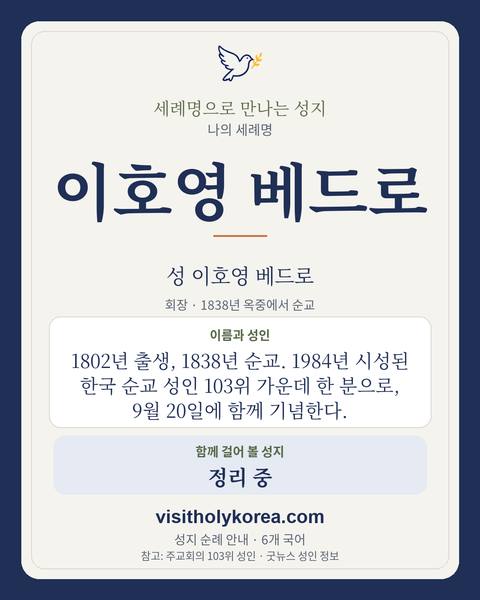 세례명으로 만나는 성지
나의 세례명
이호영 베드로
성 이호영 베드로
회장 · 1838년 옥중에서 순교
이름과 성인
1802년 출생, 1838년 순교. 1984년 시성된
한국 순교 성인 103위 가운데 한 분으로,
9월 20일에 함께 기념한다.
함께 걸어 볼 성지
정리 중
visitholykorea.com
성지 순례 안내 · 6개 국어
참고: 주교회의 103위 성인 · 굿뉴스 성인 정보